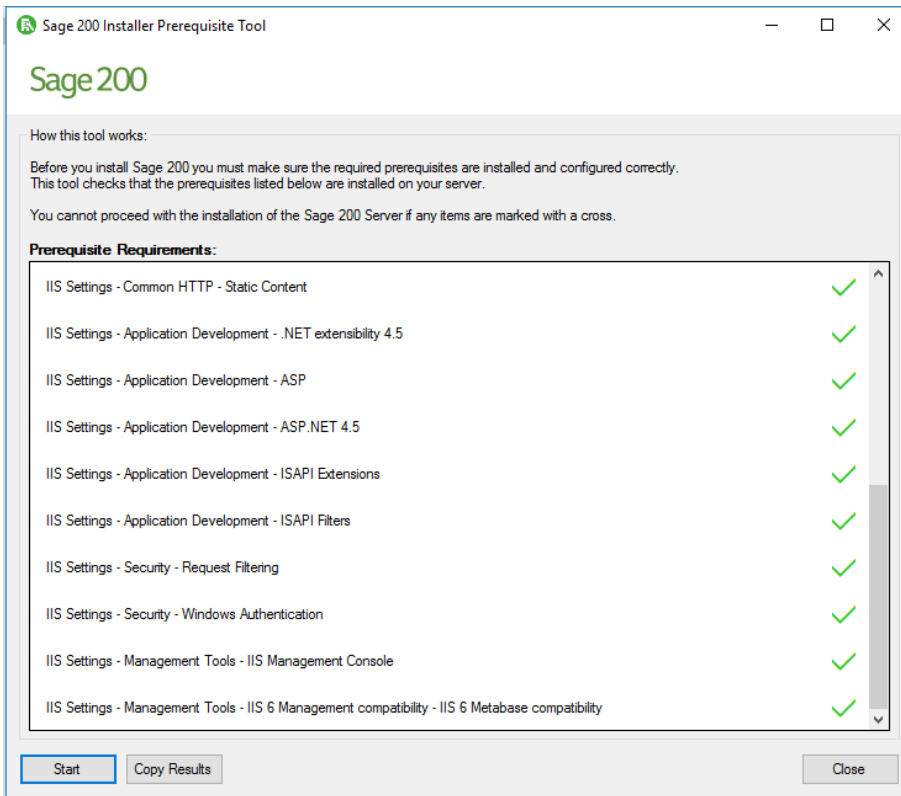 Sage 200 Installer Prerequisite Tool
Sage 200
How this tool works:
Before you install Sage 200 you must make sure the required prerequisites are installed and configured correctly.
This tool checks that the prerequisites listed below are installed on your server.
You cannot proceed with the installation of the Sage 200 Server if any items are marked with a cross.
Prerequisite Requirements:
IIS Settings - Common HTTP - Static Content
IIS Settings - Application Development - .NET extensibility 4.5
IIS Settings - Application Development - ASP
IIS Settings - Application Development - ASP.NET 4.5
IIS Settings - Application Development - ISAPI Extensions
IIS Settings - Application Development - ISAPI Filters
IIS Settings - Security - Request Filtering
IIS Settings - Security - Windows Authentication
IIS Settings - Management Tools - IIS Management Console
IIS Settings - Management Tools - IIS 6 Management compatibility - IIS 6 Metabase compatibility
Start Copy Results Close